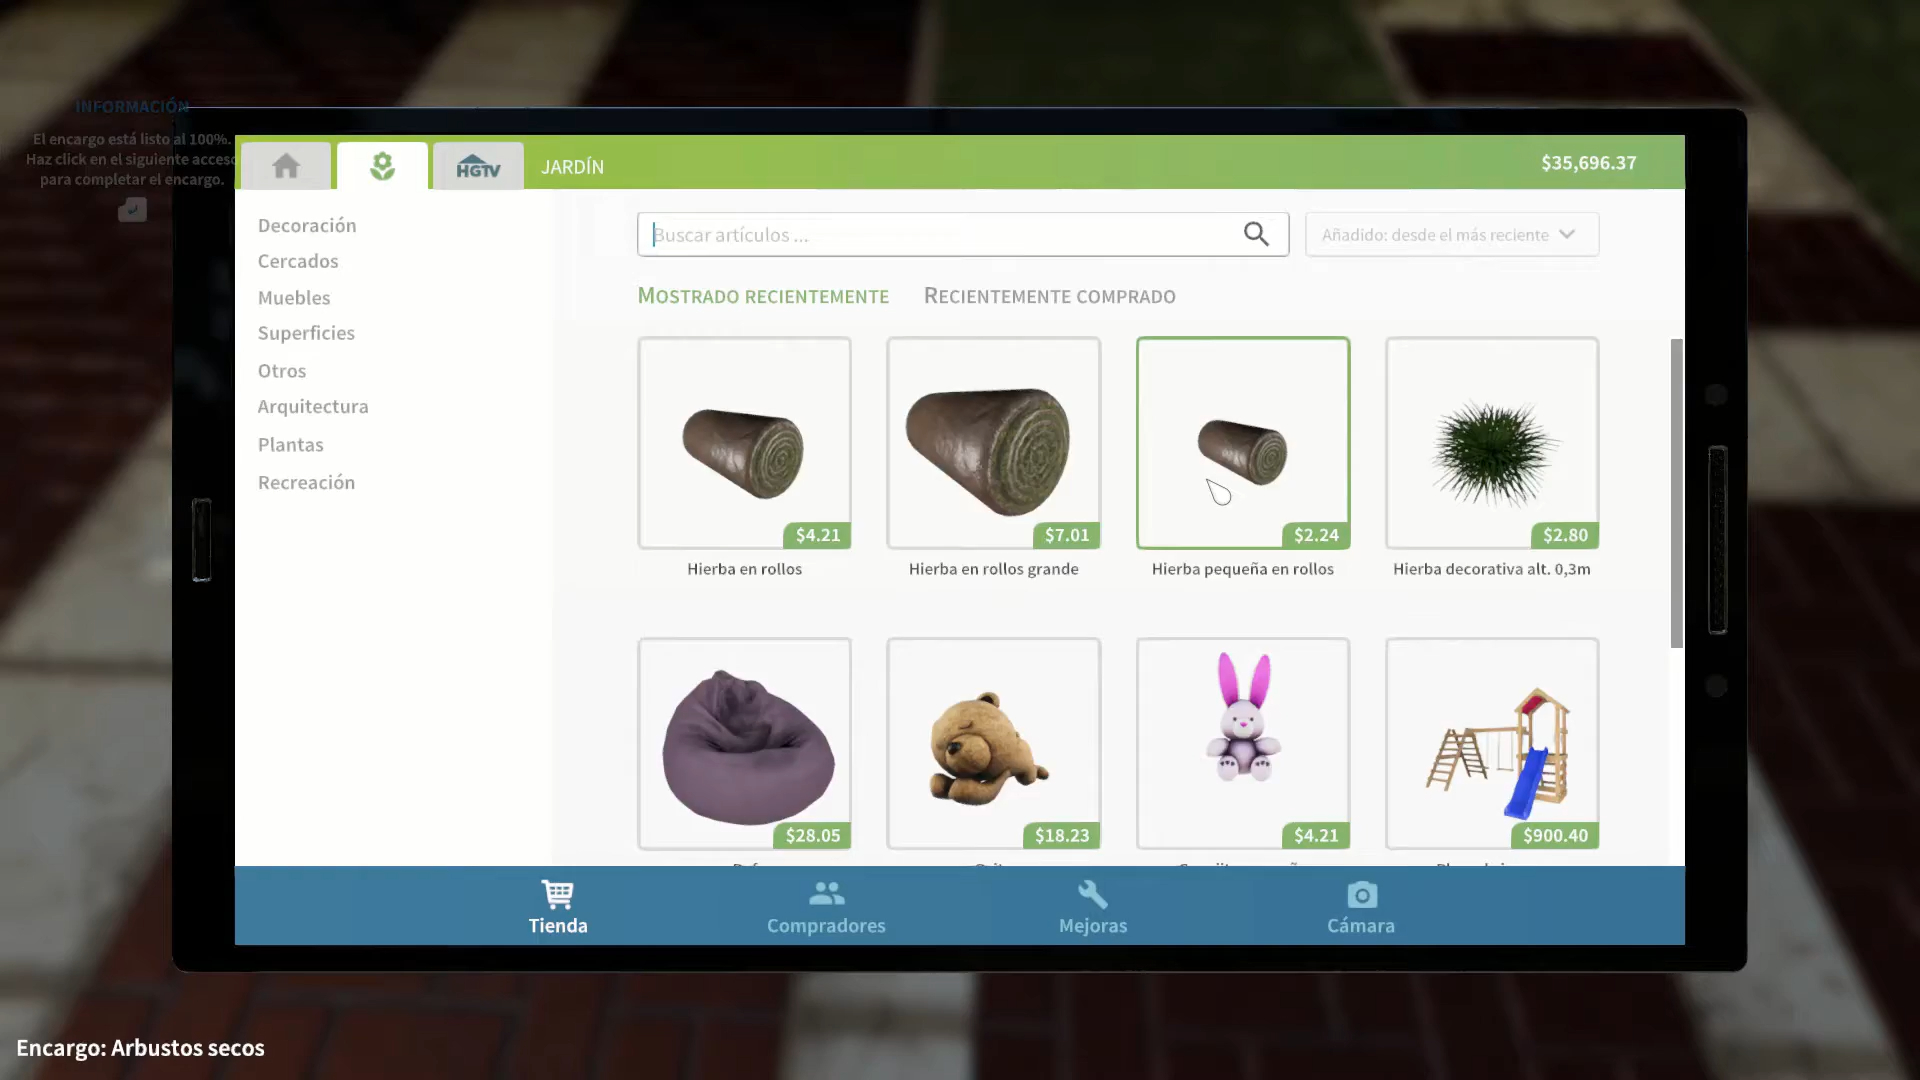 INFORMACIÓN
El encargo está listo al 100%.
Haz click en el siguiente acceso
para completar el encargo.
HGTV
JARDÍN
$35,696.37
Decoración
Cercados
Muebles
Superficies
Otros
Arquitectura
Plantas
Recreación
Buscar artículos ...
Añadido: desde el más reciente
MOSTRADO RECIENTEMENTE
RECIENTEMENTE COMPRADO
$4.21
$7.01
$2.24
$2.80
Hierba en rollos
Hierba en rollos grande
Hierba pequeña en rollos
Hierba decorativa alt. 0,3m
$28.05
$18.23
$4.21
$900.40
Tienda
Compradores
Mejoras
Cámara
Encargo: Arbustos secos